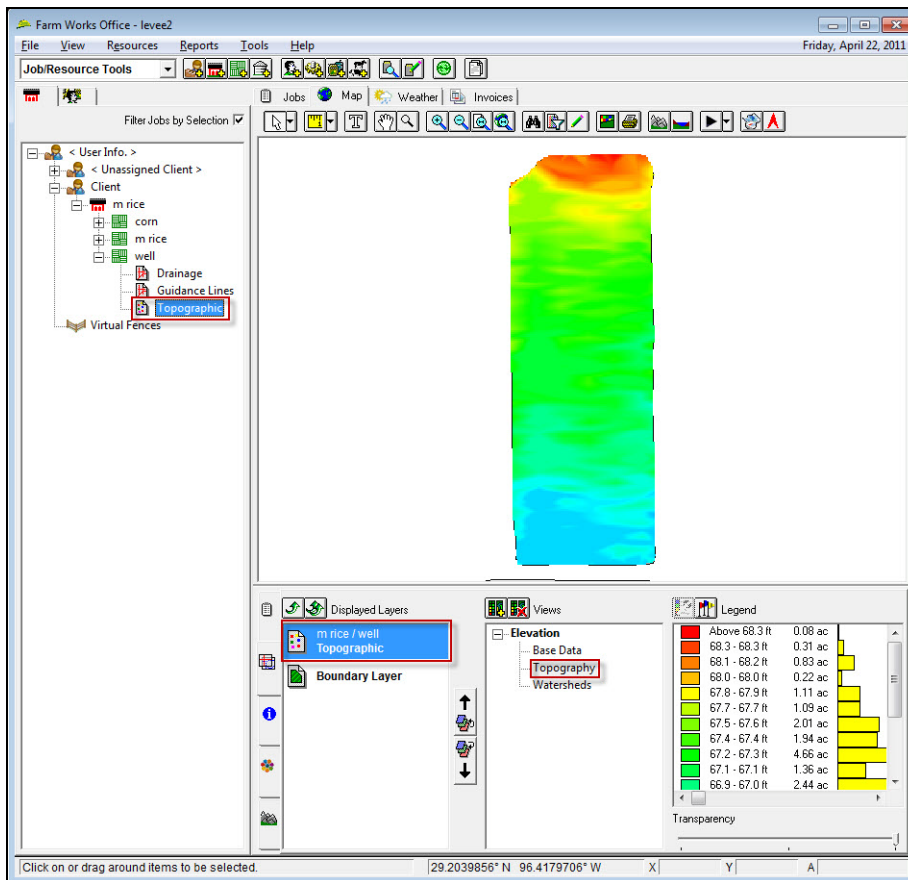 Farm Works Office - levee2
File View Resources Reports Tools Help Friday, April 22, 2011
Job/Resource Tools
Jobs Map Weather Invoices
Filter Jobs by Selection
< User Info. >
< Unassigned Client >
Client
m rice
corn
m rice
well
Drainage
Guidance Lines
Topographic
Virtual Fences
Displayed Layers
m rice / well
Topographic
Boundary Layer
Views
Elevation
Base Data
Topography
Watersheds
Legend
Above 68.3 ft 0.08 ac
68.3 - 68.3 ft 0.31 ac
68.1 - 68.2 ft 0.83 ac
68.0 - 68.0 ft 0.22 ac
67.8 - 67.9 ft 1.11 ac
67.7 - 67.7 ft 1.09 ac
67.5 - 67.6 ft 2.01 ac
67.4 - 67.4 ft 1.94 ac
67.2 - 67.3 ft 4.66 ac
67.1 - 67.1 ft 1.36 ac
66.9 - 67.0 ft 2.44 ac
Transparency
Click on or drag around items to be selected. 29.2039856° N 96.4179706° W X Y A